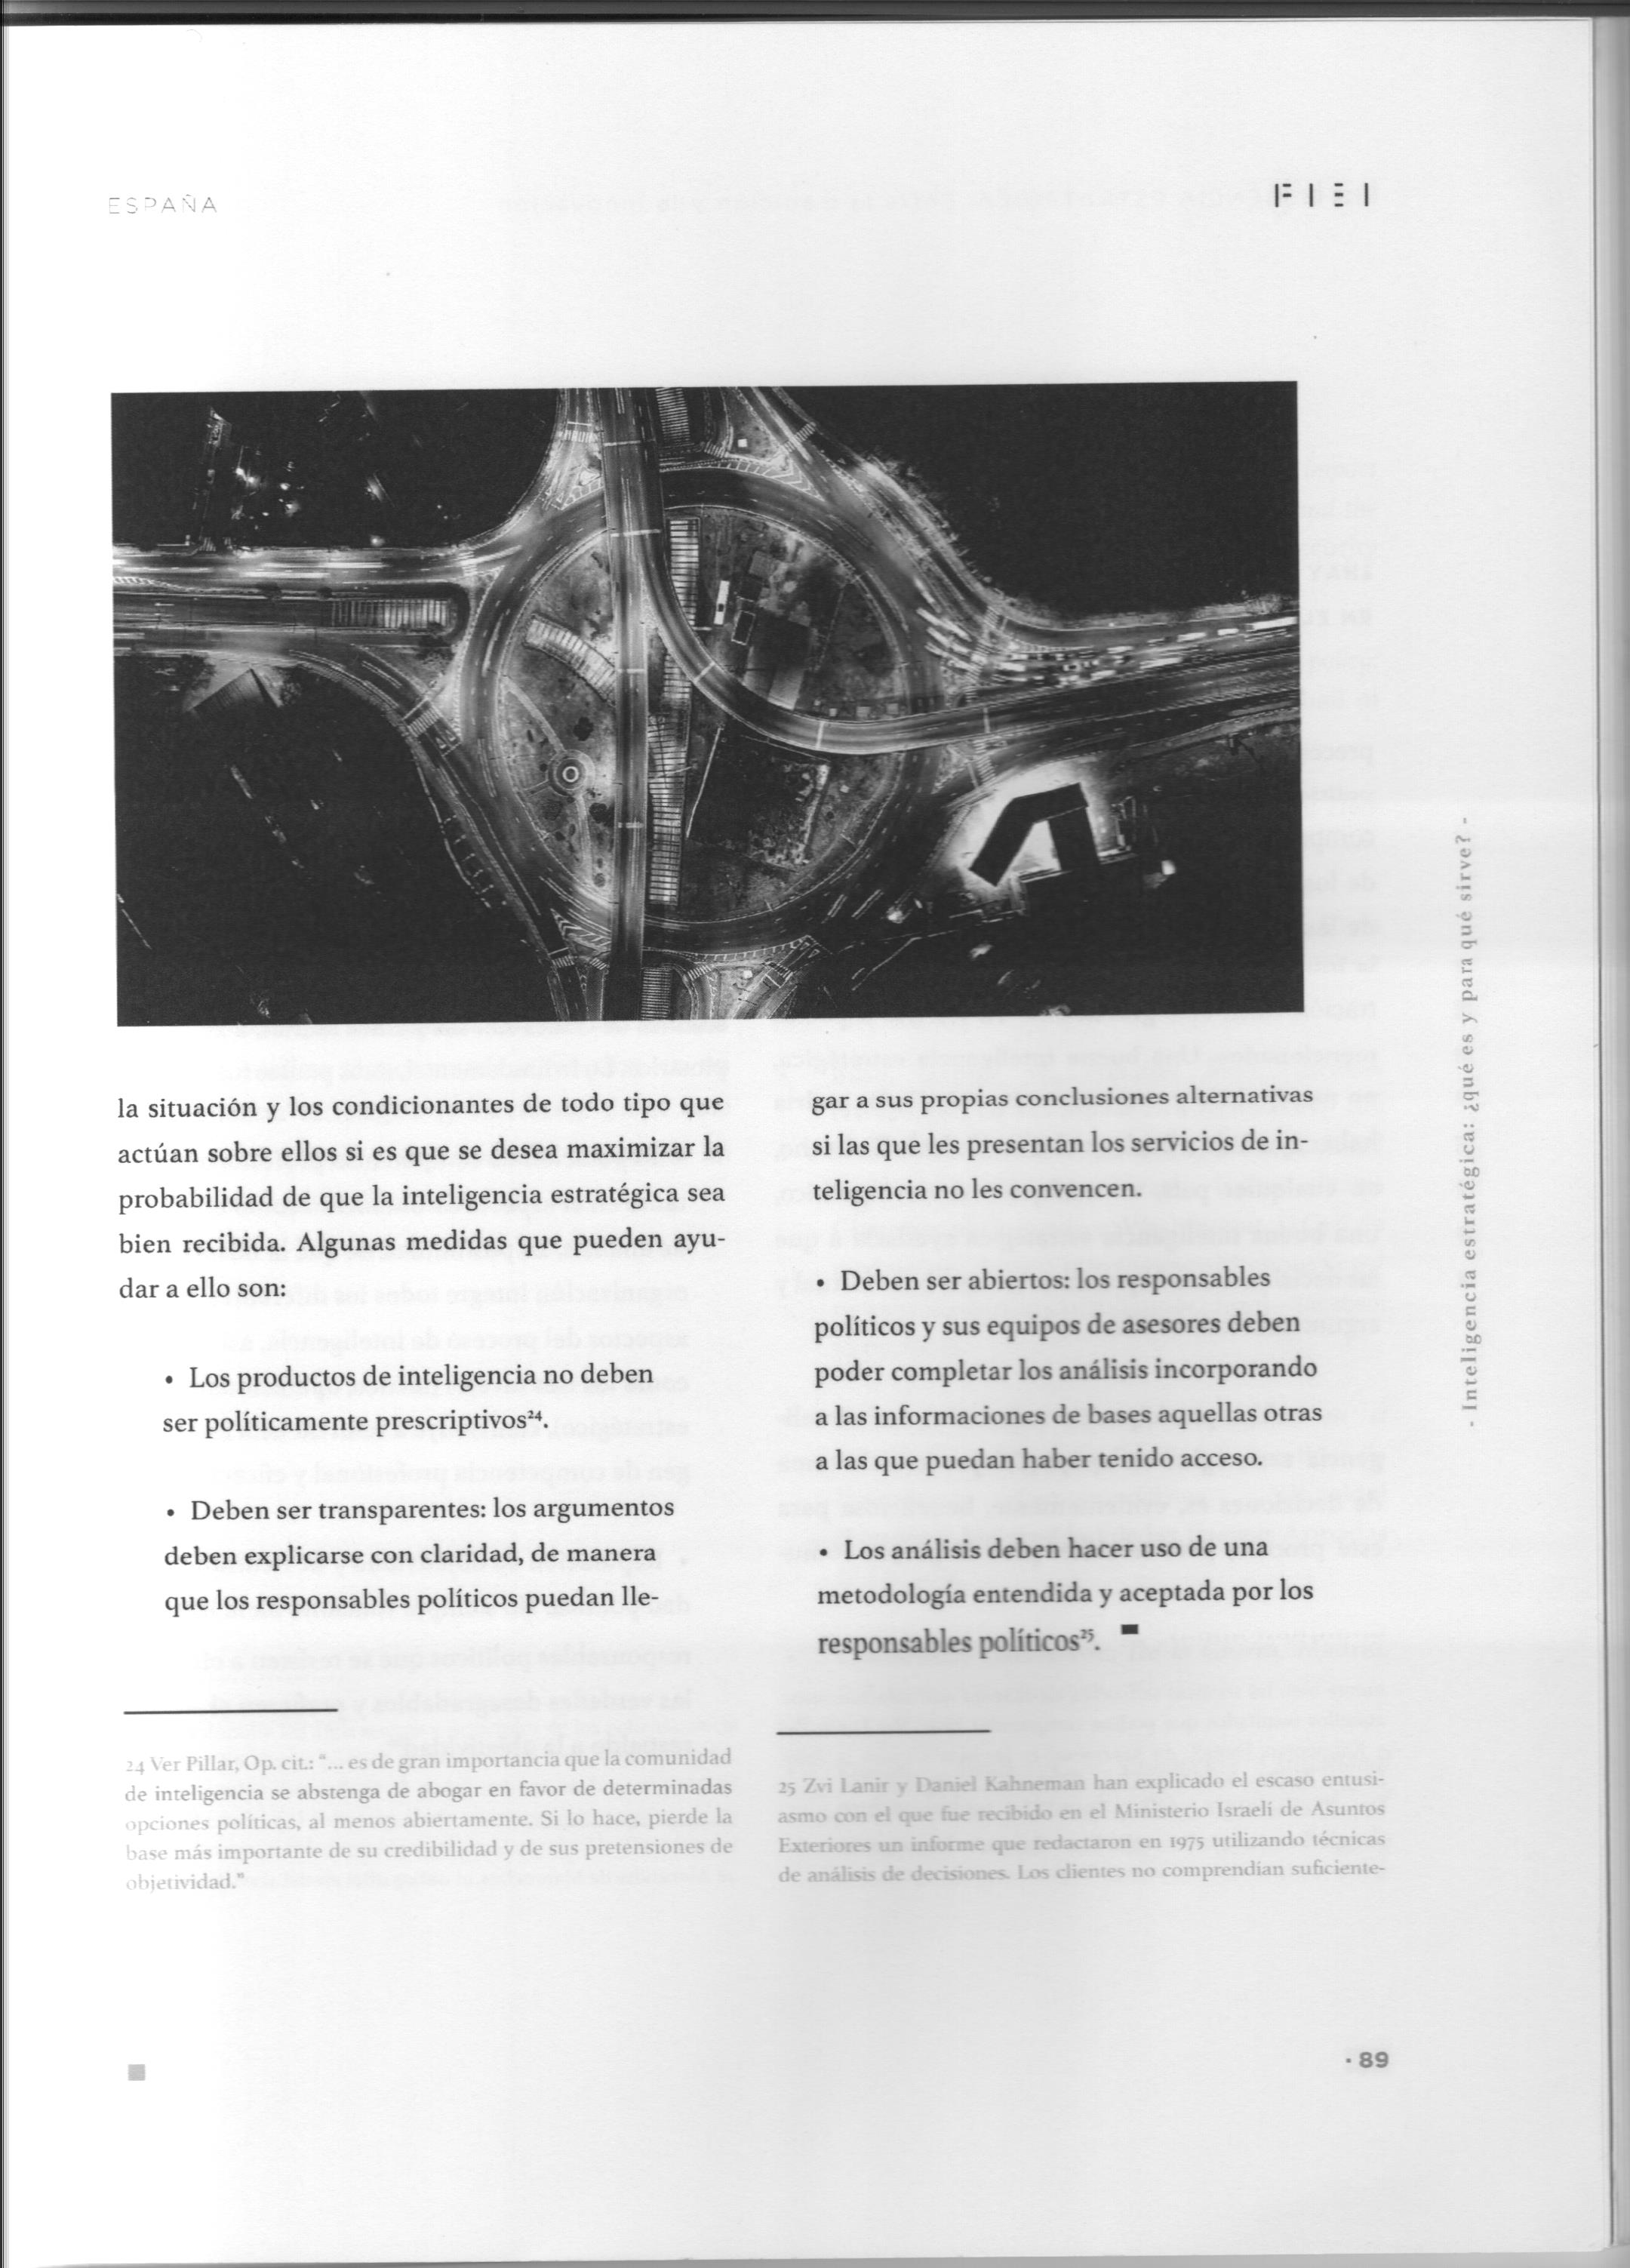 ESPAÑA
FIEI
la situación y los condicionantes de todo tipo que
actúan sobre ellos si es que se desea maximizar la
probabilidad de que la inteligencia estratégica sea
bien recibida. Algunas medidas que pueden ayu-
dar a ello son:
• Los productos de inteligencia no deben
ser políticamente prescriptivos²⁴.
• Deben ser transparentes: los argumentos
deben explicarse con claridad, de manera
que los responsables políticos puedan lle-
24 Ver Pillar, Op. cit.: "... es de gran importancia que la comunidad
de inteligencia se abstenga de abogar en favor de determinadas
opciones políticas, al menos abiertamente. Si lo hace, pierde la
base más importante de su credibilidad y de sus pretensiones de
objetividad."
gar a sus propias conclusiones alternativas
si las que les presentan los servicios de in-
teligencia no les convencen.
• Deben ser abiertos: los responsables
políticos y sus equipos de asesores deben
poder completar los análisis incorporando
a las informaciones de bases aquellas otras
a las que puedan haber tenido acceso.
• Los análisis deben hacer uso de una
metodología entendida y aceptada por los
responsables políticos²⁵.
25 Zvi Lanir y Daniel Kahneman han explicado el escaso entusi-
asmo con el que fue recibido en el Ministerio Israelí de Asuntos
Exteriores un informe que redactaron en 1975 utilizando técnicas
de análisis de decisiones. Los clientes no comprendían suficiente-
- Inteligencia estratégica: ¿qué es y para qué sirve? -
· 89